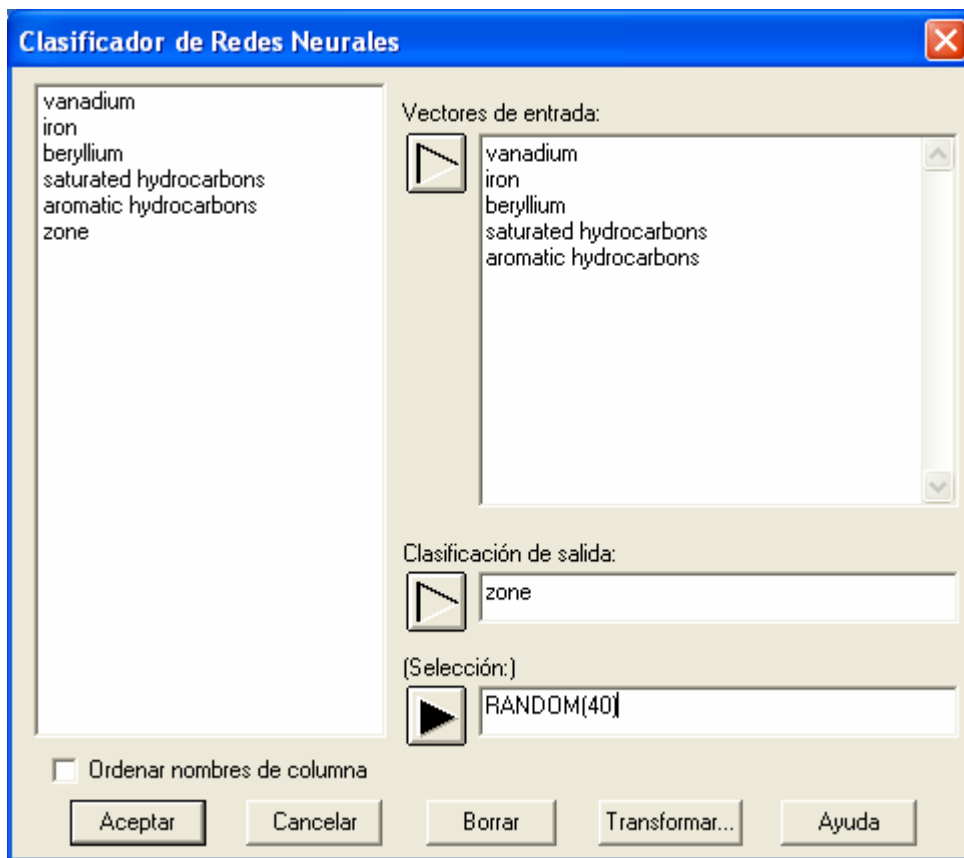 Clasificador de Redes Neurales
vanadium
iron
beryllium
saturated hydrocarbons
aromatic hydrocarbons
zone
Vectores de entrada:
vanadium
iron
beryllium
saturated hydrocarbons
aromatic hydrocarbons
Clasificación de salida:
zone
(Selección:)
RANDOM(40)
Ordenar nombres de columna
Aceptar
Cancelar
Borrar
Transformar...
Ayuda